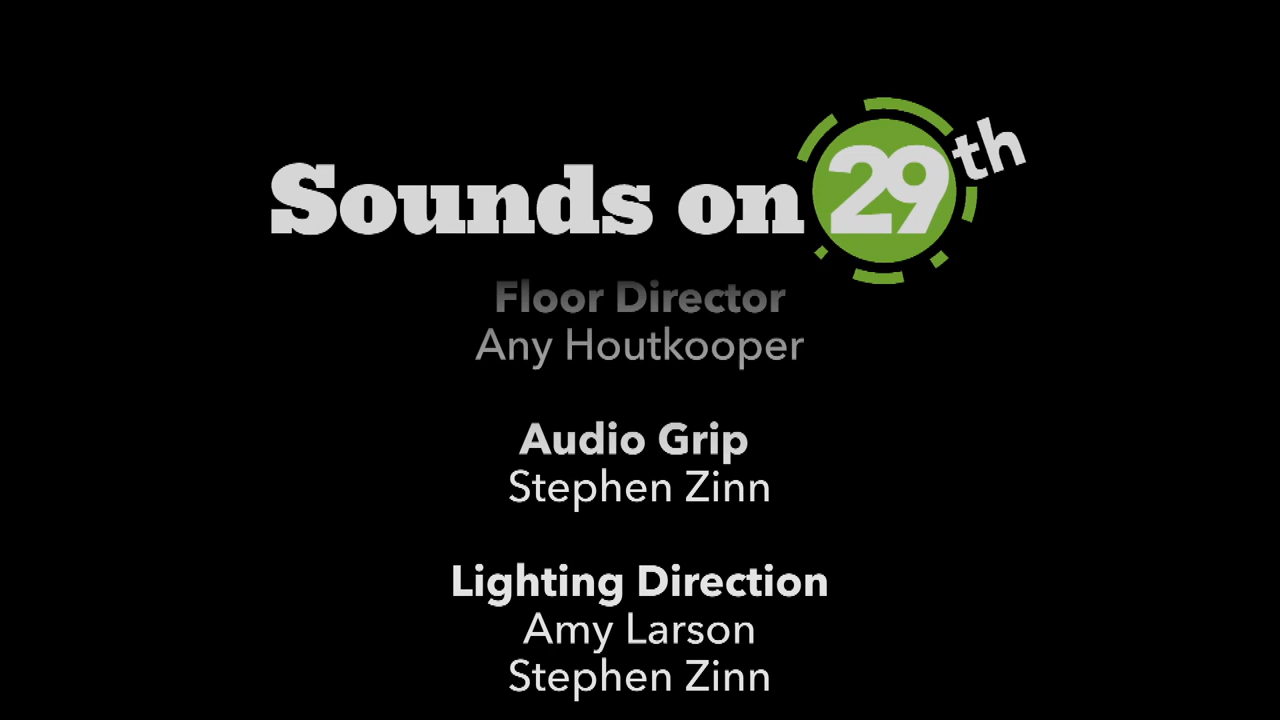 Sounds on 29th
Floor Director
Any Houtkooper
Audio Grip
Stephen Zinn
Lighting Direction
Amy Larson
Stephen Zinn